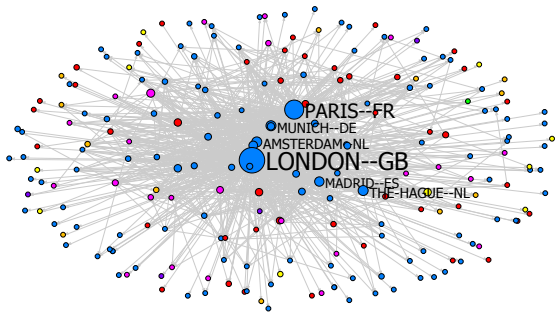 PARIS--FR
MUNICH--DE
AMSTERDAM--NL
LONDON--GB
MADRID--ES
THE-HAGUE--NL